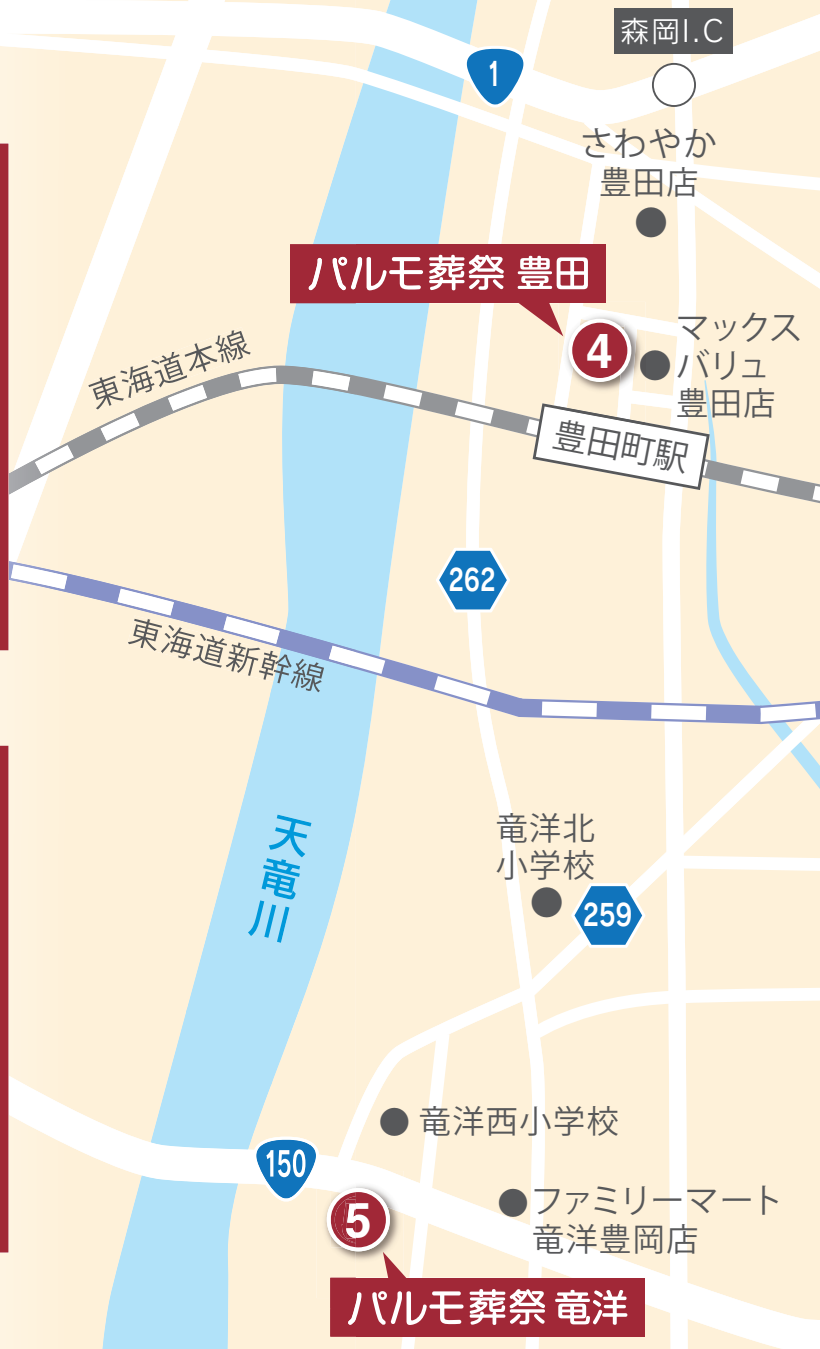 森岡I.C
1
さわやか
豊田店
パルモ葬祭 豊田
4
マックス
バリュ
豊田店
東海道本線
豊田町駅
262
東海道新幹線
天竜川
竜洋北
小学校
259
竜洋西小学校
150
5
ファミリーマート
竜洋豊岡店
パルモ葬祭 竜洋